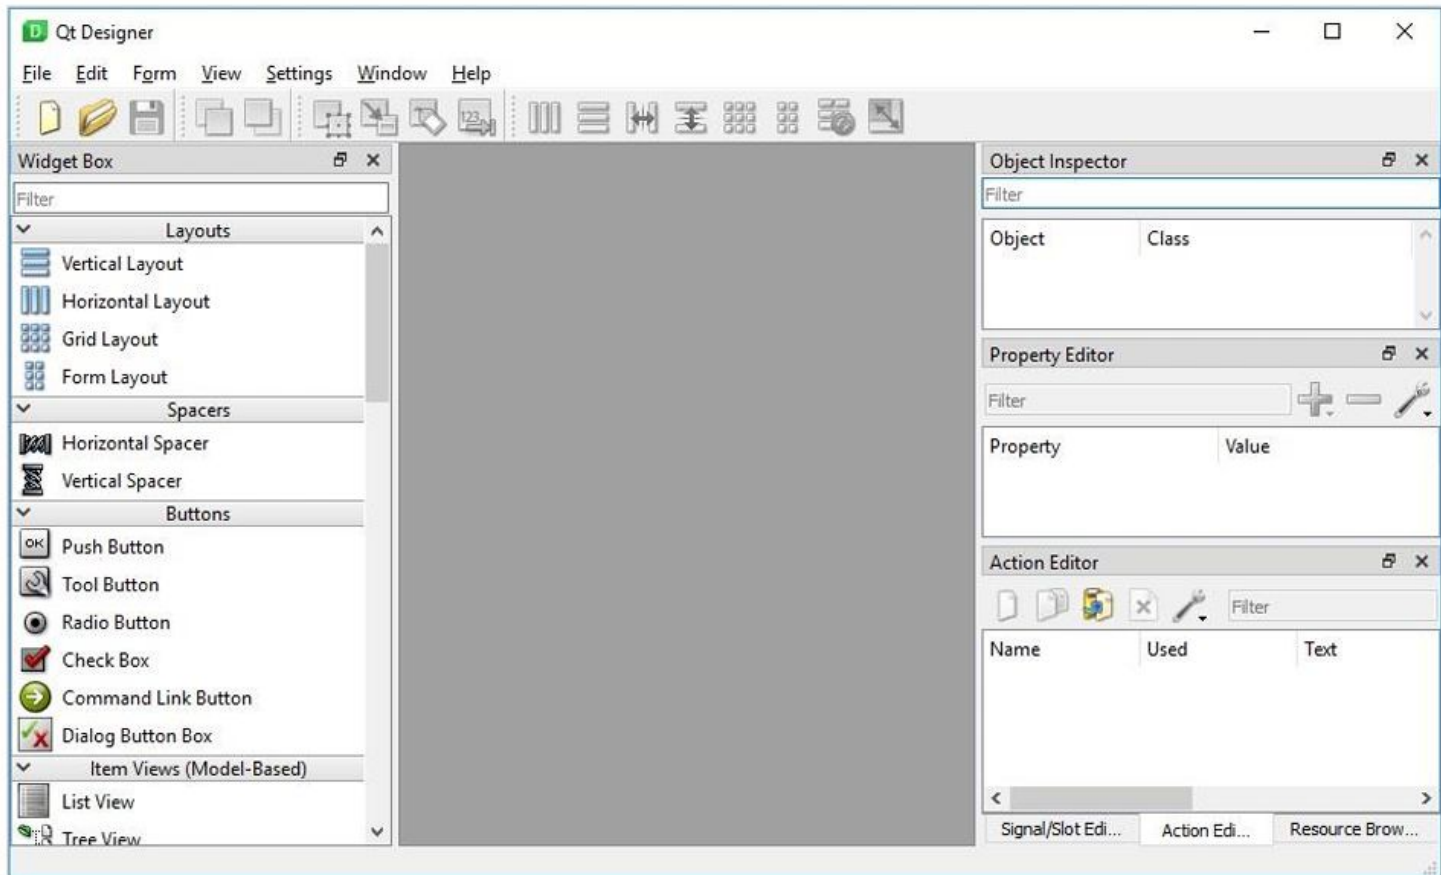 Qt Designer
File Edit Form View Settings Window Help
123
Widget Box
Filter
Layouts
Vertical Layout
Horizontal Layout
Grid Layout
Form Layout
Spacers
Horizontal Spacer
Vertical Spacer
Buttons
OK Push Button
Tool Button
Radio Button
Check Box
Command Link Button
Dialog Button Box
Item Views (Model-Based)
List View
Tree View
Object Inspector
Filter
Object Class
Property Editor
Filter
Property Value
Action Editor
Filter
Name Used Text
Signal/Slot Edi... Action Edi... Resource Brow...